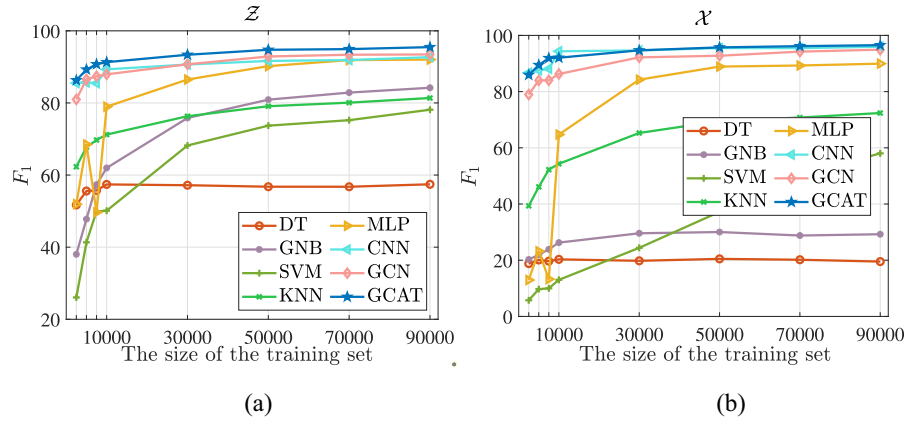 𝒵
100
80
60
40
20
F₁
10000 30000 50000 70000 90000
The size of the training set
DT
GNB
SVM
KNN
MLP
CNN
GCN
GCAT
(a)
𝒳
100
80
60
40
20
0
F₁
10000 30000 50000 70000 90000
The size of the training set
DT
GNB
SVM
KNN
MLP
CNN
GCN
GCAT
(b)